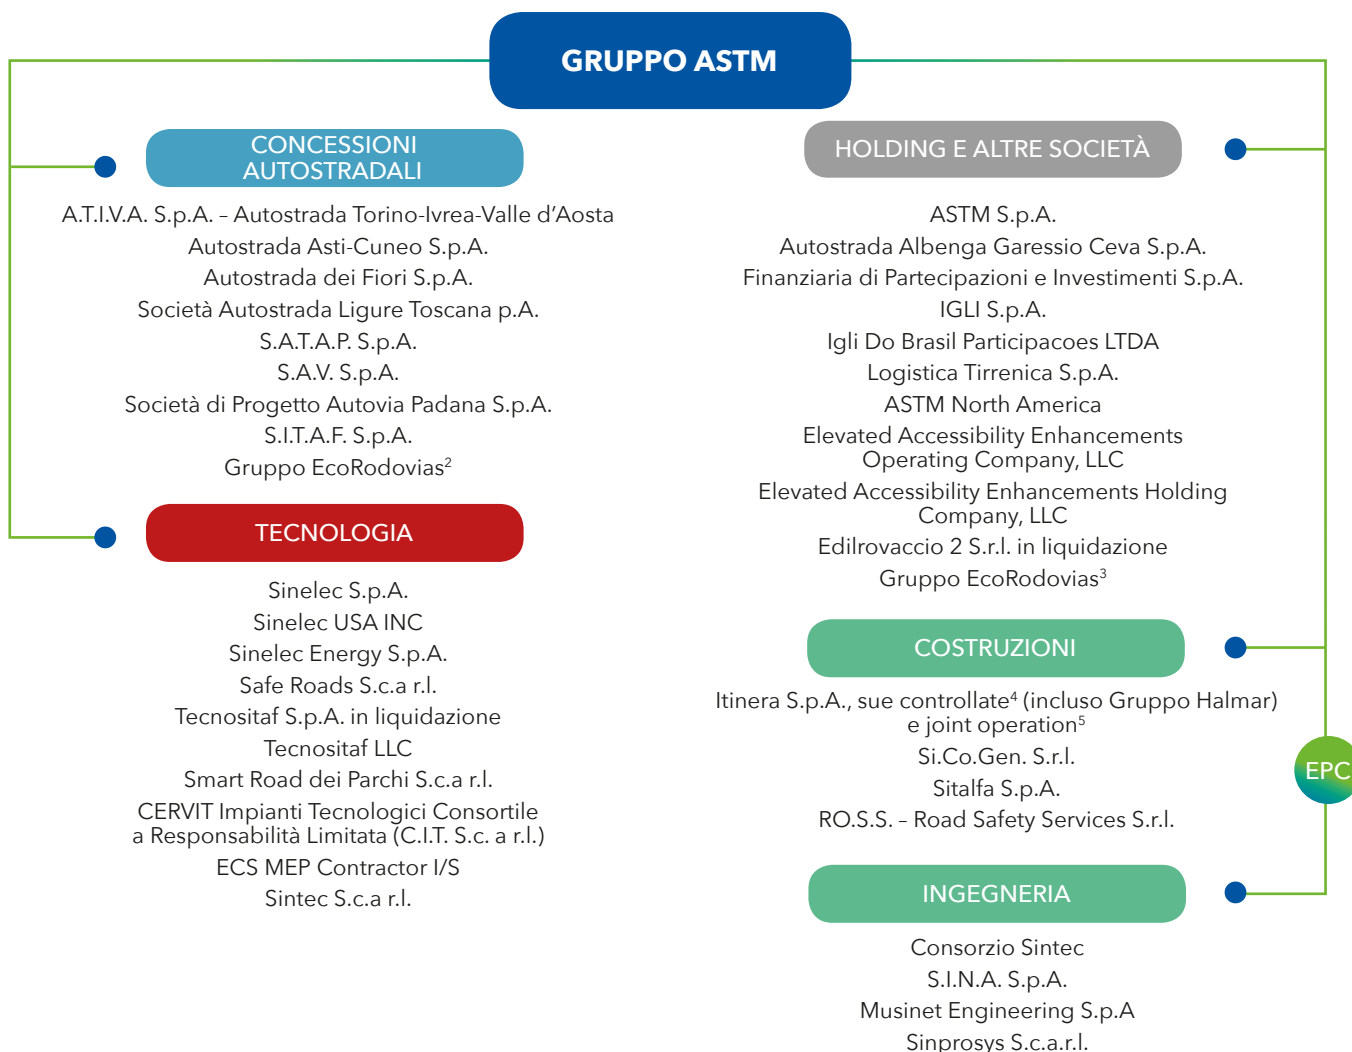 GRUPPO ASTM
CONCESSIONI
AUTOSTRADALI
A.T.I.V.A. S.p.A. – Autostrada Torino-Ivrea-Valle d’Aosta
Autostrada Asti-Cuneo S.p.A.
Autostrada dei Fiori S.p.A.
Società Autostrada Ligure Toscana p.A.
S.A.T.A.P. S.p.A.
S.A.V. S.p.A.
Società di Progetto Autovia Padana S.p.A.
S.I.T.A.F. S.p.A.
Gruppo EcoRodovias²
TECNOLOGIA
Sinelec S.p.A.
Sinelec USA INC
Sinelec Energy S.p.A.
Safe Roads S.c.a r.l.
Tecnositaf S.p.A. in liquidazione
Tecnositaf LLC
Smart Road dei Parchi S.c.a r.l.
CERVIT Impianti Tecnologici Consortile
a Responsabilità Limitata (C.I.T. S.c. a r.l.)
ECS MEP Contractor I/S
Sintec S.c.a r.l.
HOLDING E ALTRE SOCIETÀ
ASTM S.p.A.
Autostrada Albenga Garessio Ceva S.p.A.
Finanziaria di Partecipazioni e Investimenti S.p.A.
IGLI S.p.A.
Igli Do Brasil Participacoes LTDA
Logistica Tirrenica S.p.A.
ASTM North America
Elevated Accessibility Enhancements
Operating Company, LLC
Elevated Accessibility Enhancements Holding
Company, LLC
Edilrovaccio 2 S.r.l. in liquidazione
Gruppo EcoRodovias³
COSTRUZIONI
Itinera S.p.A., sue controllate⁴ (incluso Gruppo Halmar)
e joint operation⁵
Si.Co.Gen. S.r.l.
Sitalfa S.p.A.
RO.S.S. – Road Safety Services S.r.l.
EPC
INGEGNERIA
Consorzio Sintec
S.I.N.A. S.p.A.
Musinet Engineering S.p.A
Sinprosys S.c.a.r.l.